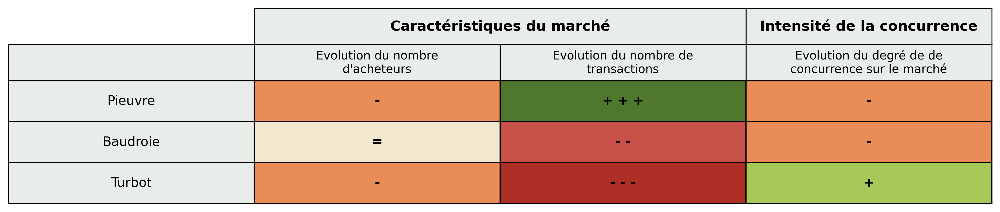 Caractéristiques du marché
Intensité de la concurrence
Evolution du nombre
d'acheteurs
Evolution du nombre de
transactions
Evolution du degré de de
concurrence sur le marché
Pieuvre
-
+ + +
-
Baudroie
=
- -
-
Turbot
-
- - -
+